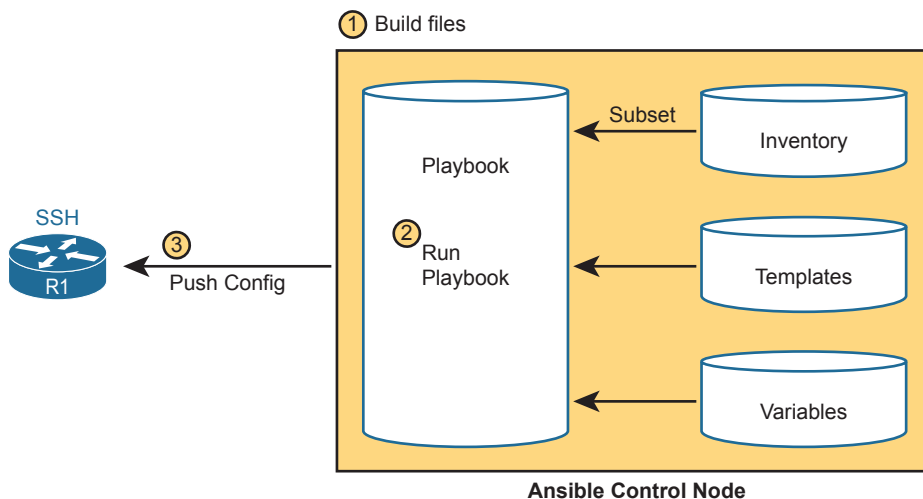 1 Build files
Subset
Inventory
Playbook
SSH
3
2
Run
Playbook
Push Config
R1
Templates
Variables
Ansible Control Node